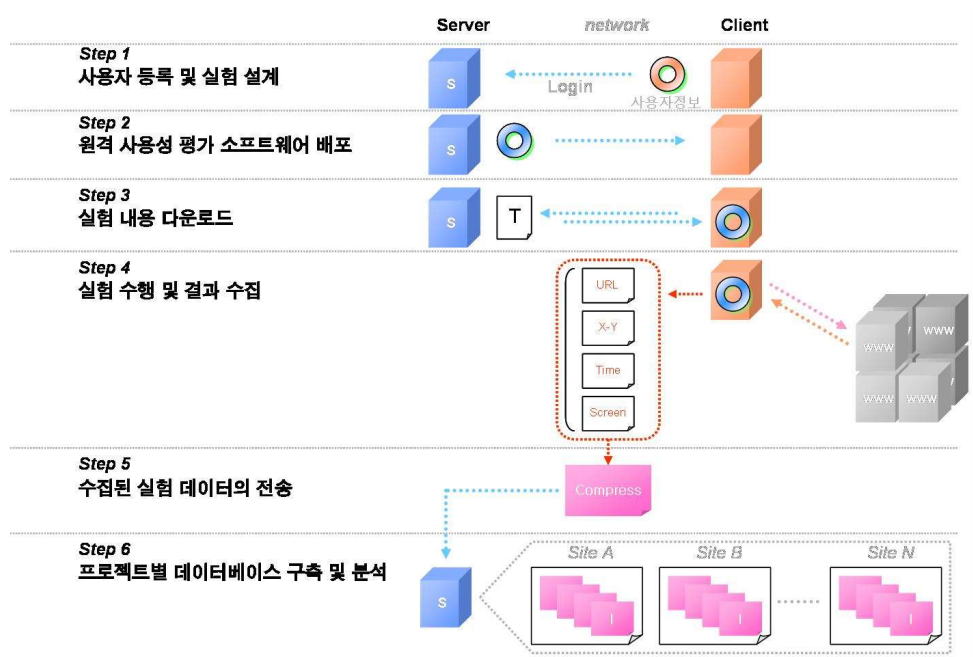 Server network Client
Step 1
사용자 등록 및 실험 설계
S
Login
사용자정보
Step 2
원격 사용성 평가 소프트웨어 배포
S
Step 3
실험 내용 다운로드
S
T
Step 4
실험 수행 및 결과 수집
URL
X-Y
Time
Screen
WWW
WWW
WWW WWW
Step 5
수집된 실험 데이터의 전송
Compress
Step 6
프로젝트별 데이터베이스 구축 및 분석
S
Site A Site B Site N
I I I